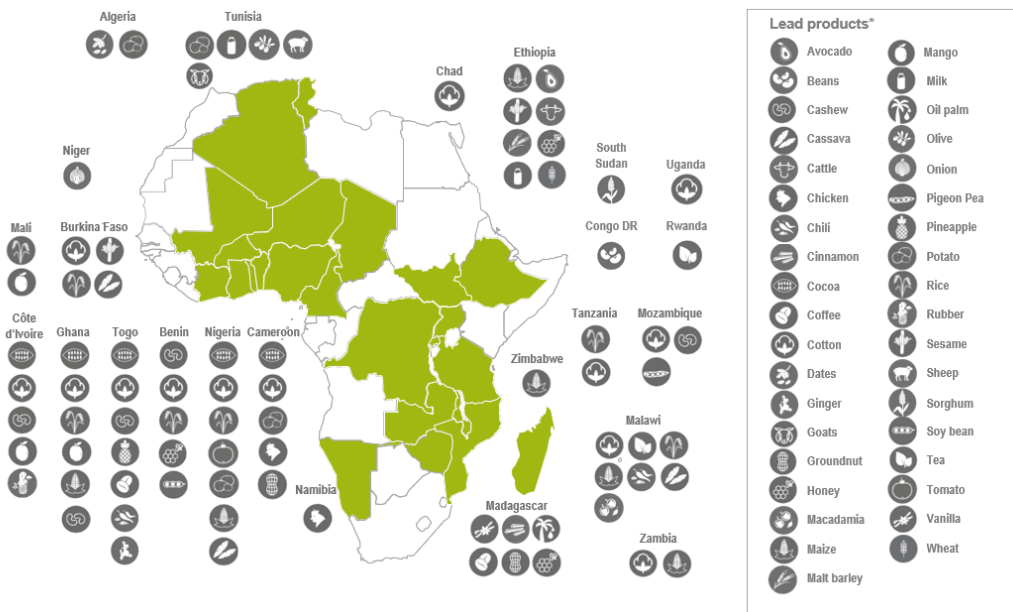 Algeria
Tunisia
Ethiopia
Chad
South
Sudan
Uganda
Niger
Congo DR
Rwanda
Mali
Burkina Faso
Côte
d'Ivoire
Ghana
Togo
Benin
Nigeria
Cameroon
Tanzania
Mozambique
Zimbabwe
Malawi
Namibia
Madagascar
Zambia
Lead products*
Avocado
Beans
Cashew
Cassava
Cattle
Chicken
Chili
Cinnamon
Cocoa
Coffee
Cotton
Dates
Ginger
Goats
Groundnut
Honey
Macadamia
Maize
Malt barley
Mango
Milk
Oil palm
Olive
Onion
Pigeon Pea
Pineapple
Potato
Rice
Rubber
Sesame
Sheep
Sorghum
Soy bean
Tea
Tomato
Vanilla
Wheat